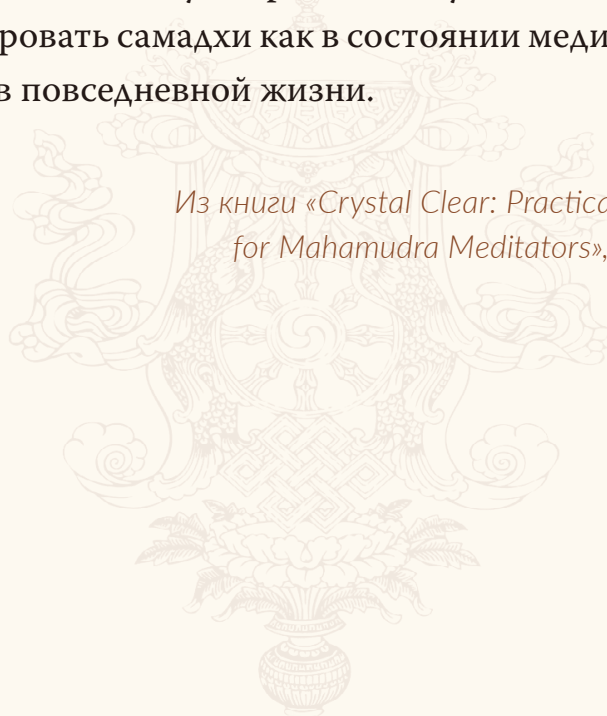 ровать самадхи как в состоянии меди
в повседневной жизни.
Из книги «Crystal Clear: Practica
for Mahamudra Meditators»,